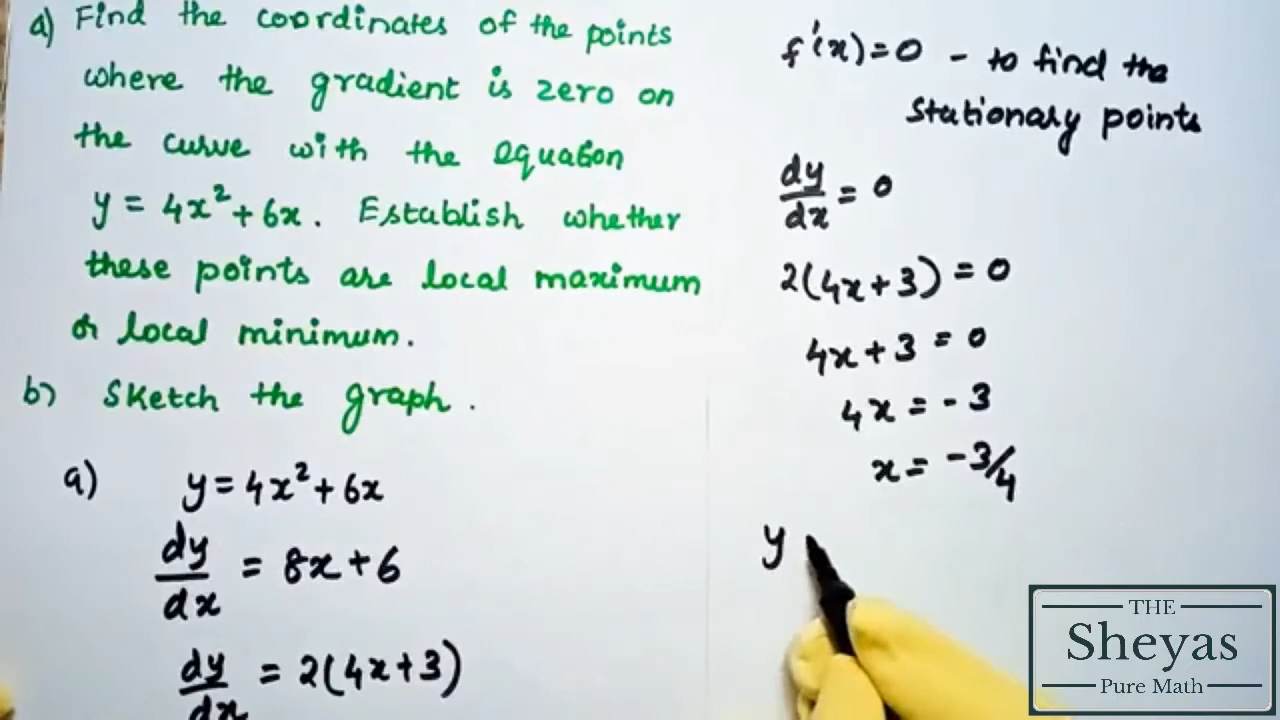 a) Find the coordinates of the points
where the gradient is zero on
the curve with the equation
y = 4x² + 6x. Establish whether
these points are local maximum
or local minimum.
b) Sketch the graph.
a) y = 4x² + 6x
dy/dx = 8x + 6
dy/dx = 2(4x + 3)
f'(x) = 0 - to find the
stationary points
dy/dx = 0
2(4x + 3) = 0
4x + 3 = 0
4x = -3
x = -3/4
y
THE
Sheyas
Pure Math